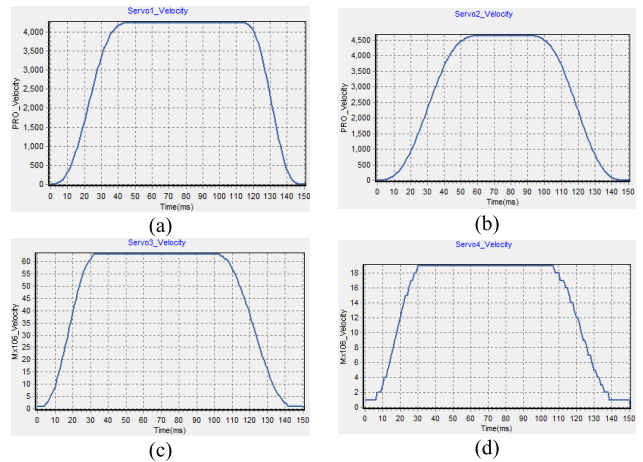 Servo1_Velocity
PRO_Velocity
4,000
3,500
3,000
2,500
2,000
1,500
1,000
500
0
0 10 20 30 40 50 60 70 80 90 100 110 120 130 140 150
Time(ms)
(a)
Servo2_Velocity
PRO_Velocity
4,500
4,000
3,500
3,000
2,500
2,000
1,500
1,000
500
0
0 10 20 30 40 50 60 70 80 90 100 110 120 130 140 150
Time(ms)
(b)
Servo3_Velocity
Mx106_Velocity
60
55
50
45
40
35
30
25
20
15
10
5
0
0 10 20 30 40 50 60 70 80 90 100 110 120 130 140 150
Time(ms)
(c)
Servo4_Velocity
Mx106_Velocity
18
16
14
12
10
8
6
4
2
0
0 10 20 30 40 50 60 70 80 90 100 110 120 130 140 150
Time(ms)
(d)